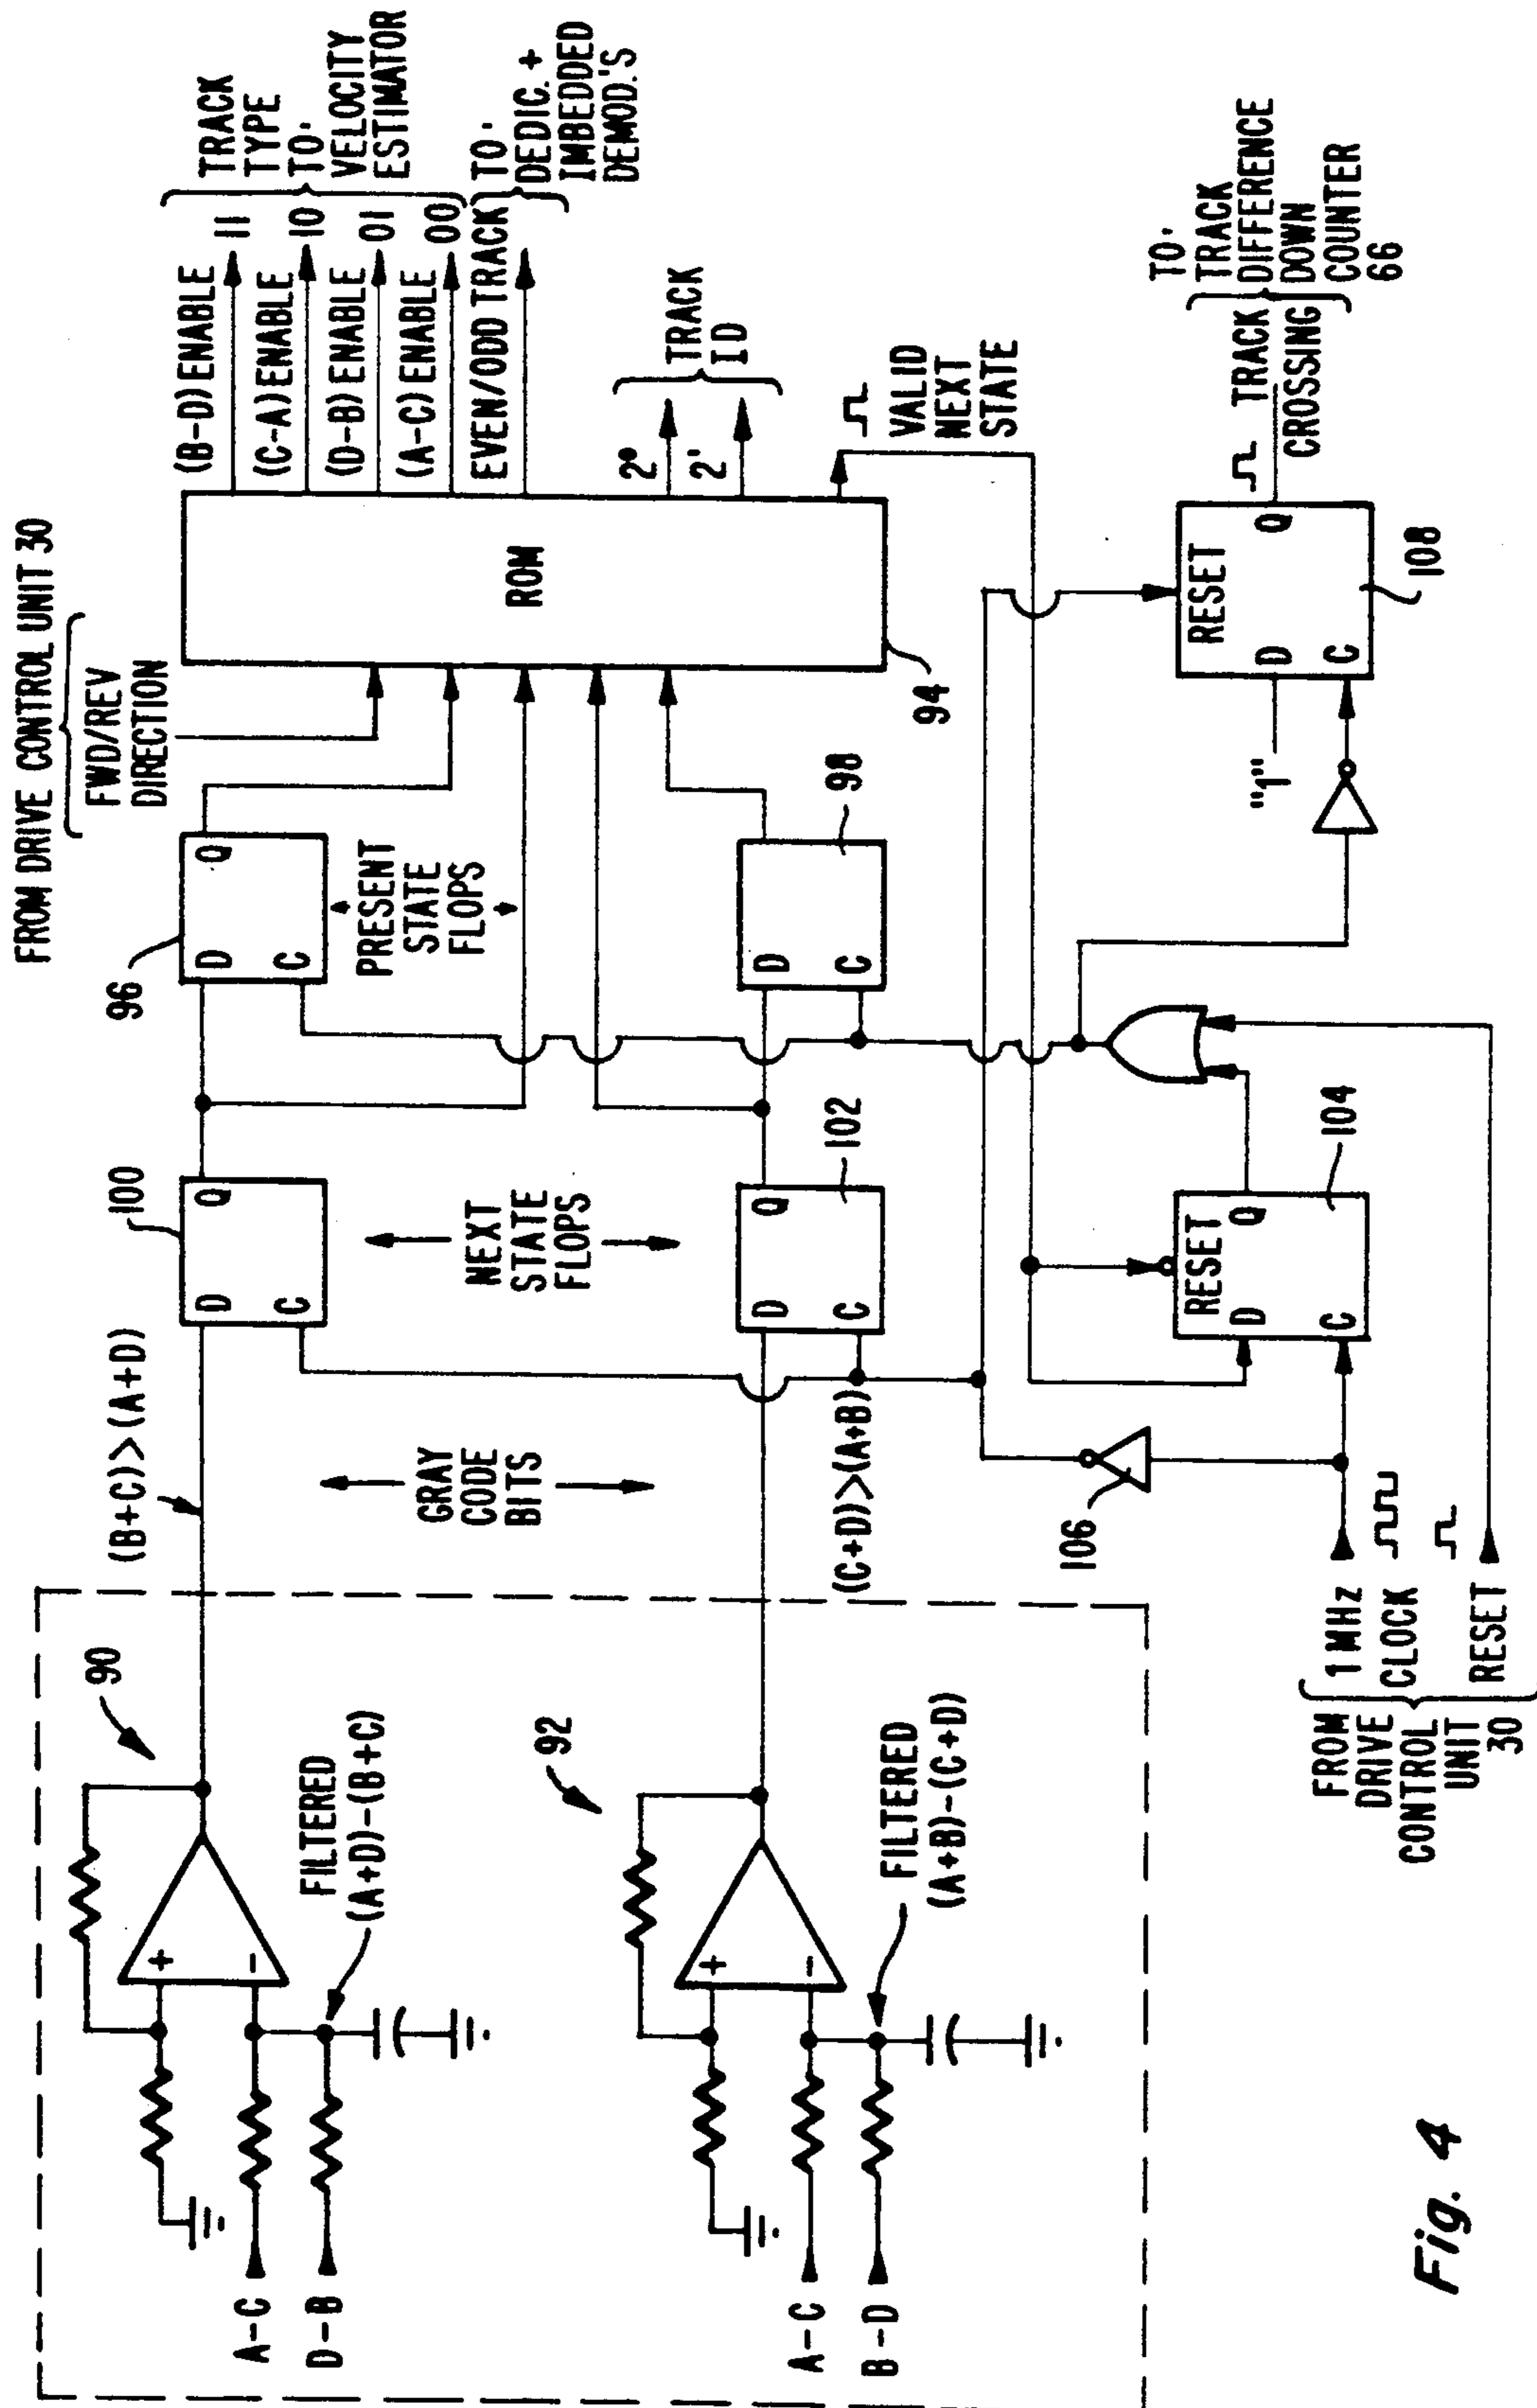 FROM DRIVE CONTROL UNIT 30
FWD/REV
DIRECTION
90
+
-
A-C
D-B
FILTERED
(A+D)-(B+C)
(B+C)>(A+D)
100
D
Q
C
96
D
Q
C
PRESENT
STATE
FLOPS
ROM
94
(B-D) ENABLE
11
(C-A) ENABLE
10
(D-B) ENABLE
01
(A-C) ENABLE
00
TRACK
TYPE
TO:
VELOCITY
ESTIMATOR
EVEN/ODD TRACK
TO:
DEDIC. +
IMBEDDED
DEMOD.'S
2⁰
2'
TRACK
ID
VALID
NEXT
STATE
GRAY
CODE
BITS
NEXT
STATE
FLOPS
92
+
-
A-C
B-D
FILTERED
(A+B)-(C+D)
(C+D)>(A+B)
102
D
Q
C
98
D
C
106
RESET
D
Q
C
104
"1"
RESET
D
Q
C
108
TRACK
CROSSING
TO:
TRACK
DIFFERENCE
DOWN
COUNTER
66
FROM
DRIVE
CONTROL
UNIT
30
1MHz
CLOCK
RESET
Fig. 4